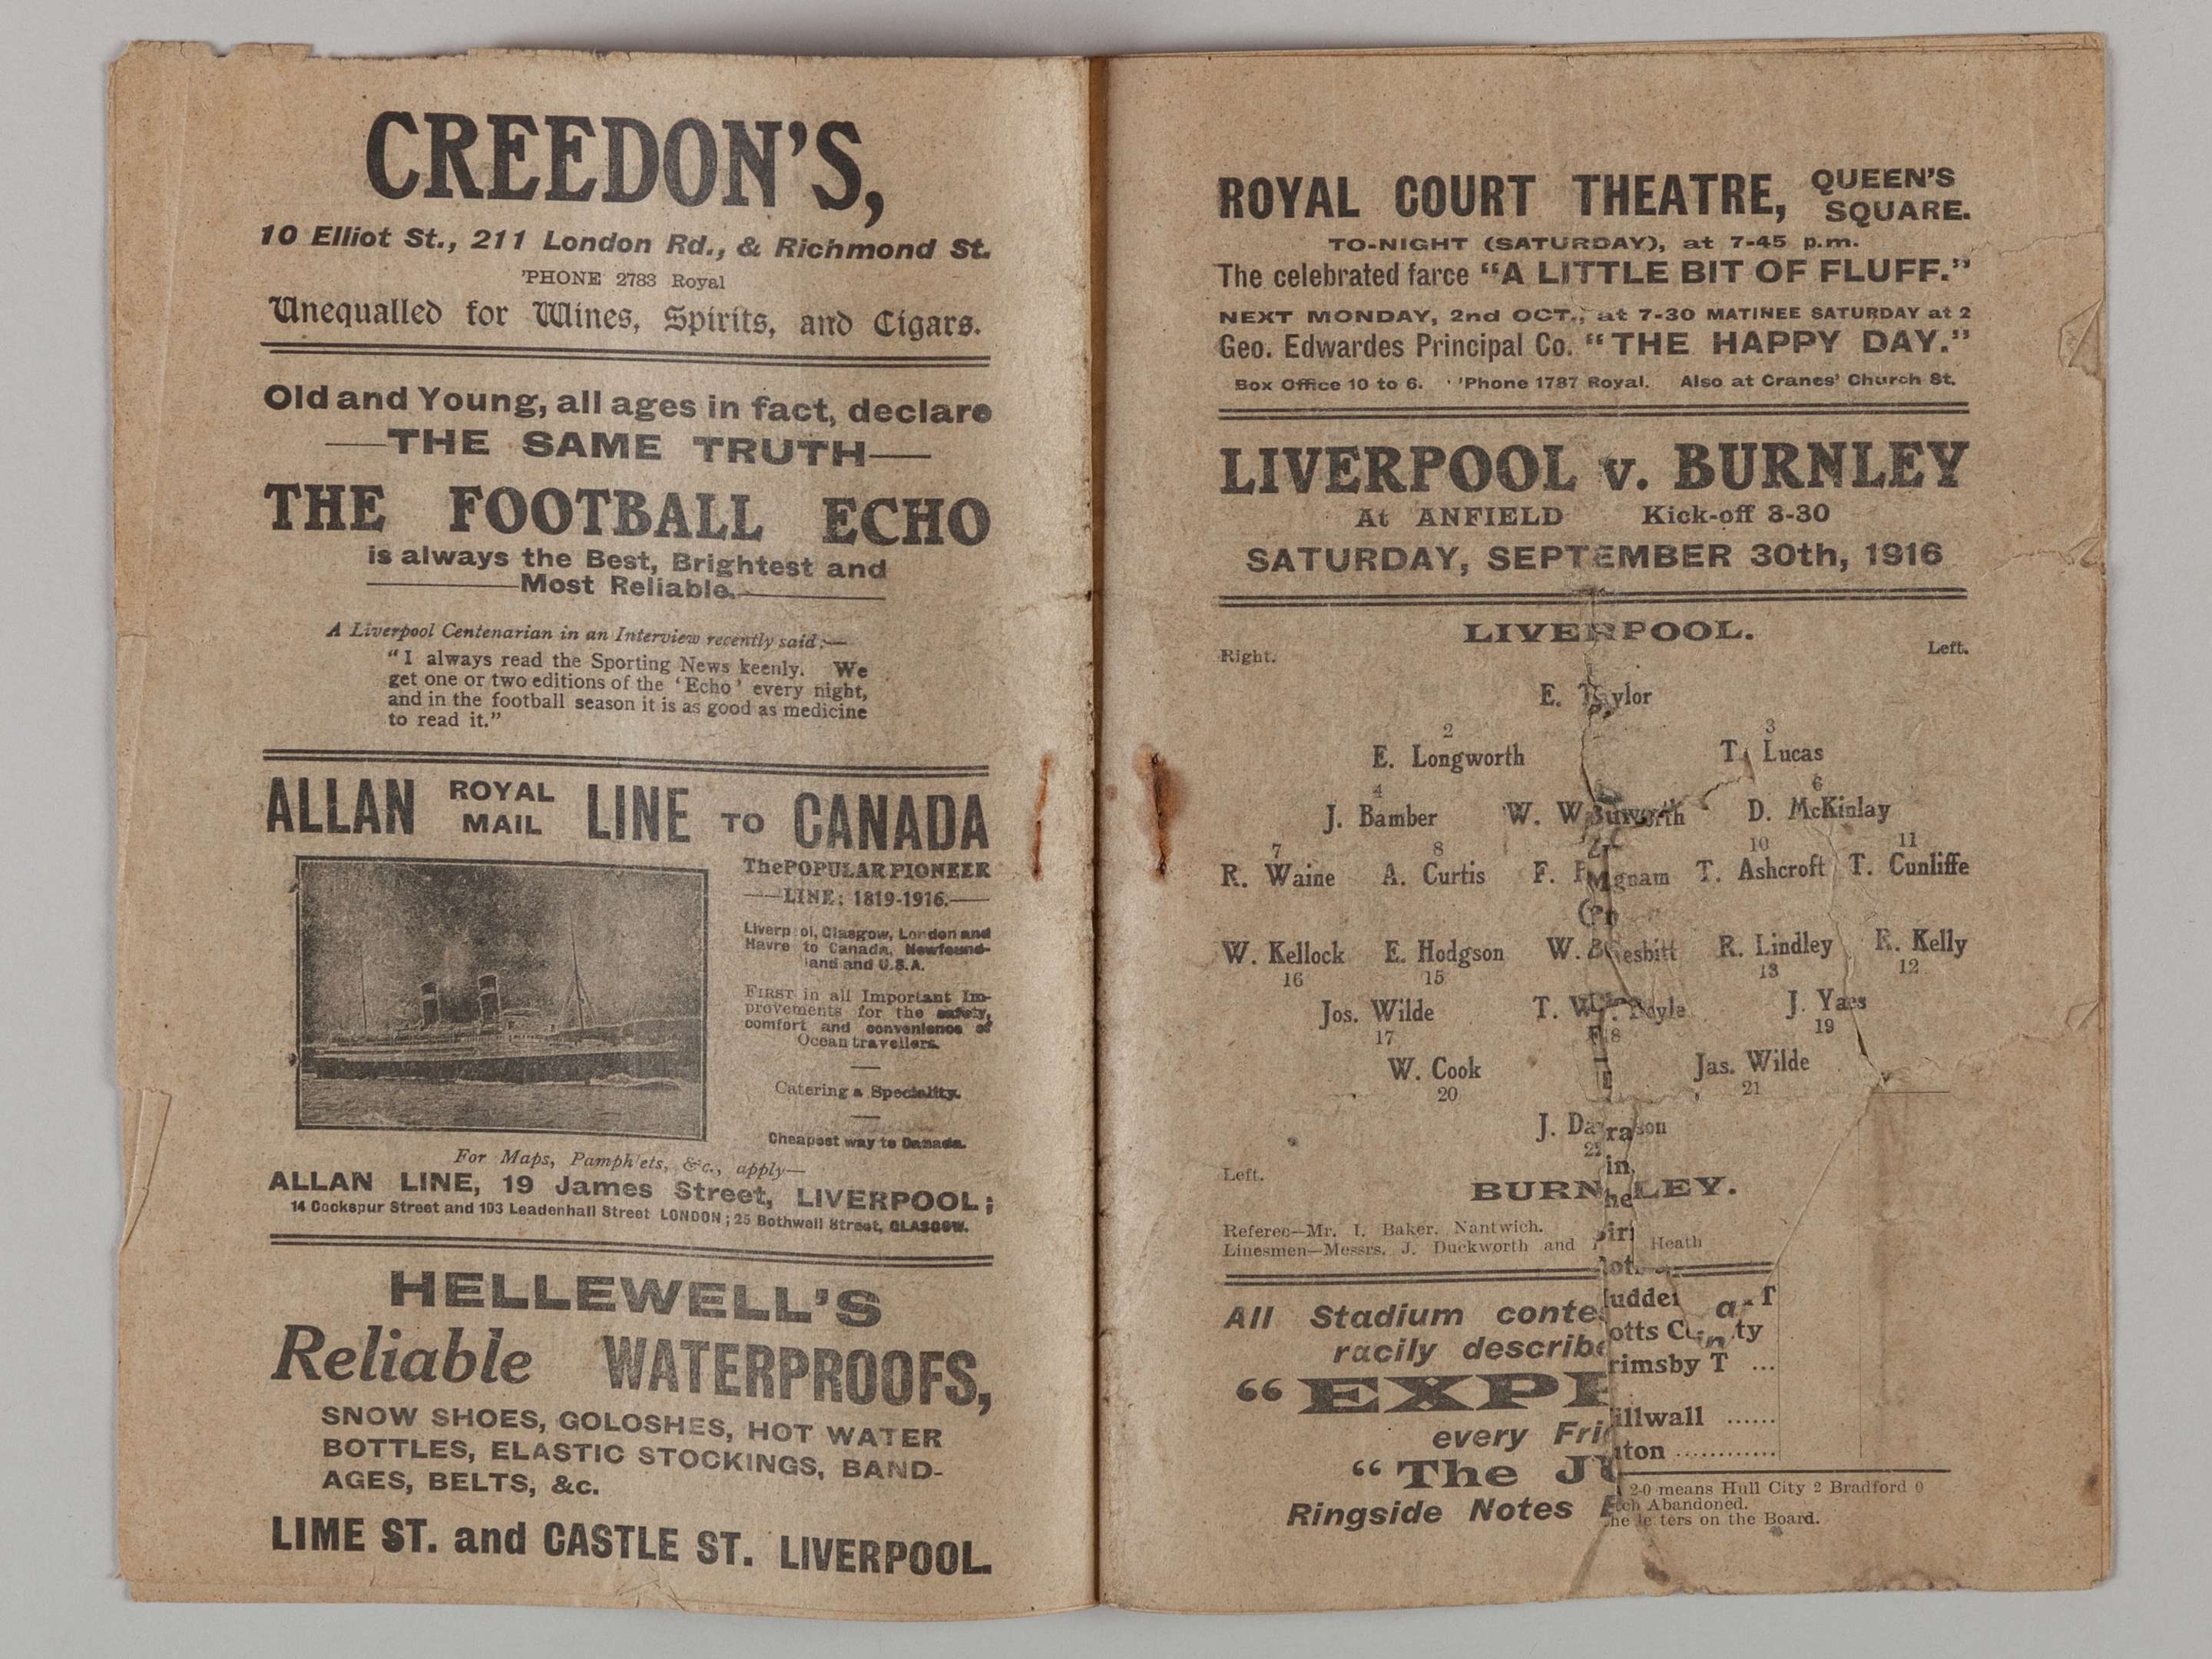 CREEDON'S,
10 Elliot St., 211 London Rd., & Richmond St.
'PHONE 2783 Royal
Unequalled for Wines, Spirits, and Cigars.
Old and Young, all ages in fact, declare
—THE SAME TRUTH—
THE FOOTBALL ECHO
is always the Best, Brightest and
Most Reliable.
A Liverpool Centenarian in an Interview recently said:—
"I always read the Sporting News keenly. We
get one or two editions of the 'Echo' every night,
and in the football season it is as good as medicine
to read it."
ALLAN ROYAL MAIL LINE TO CANADA
The POPULAR PIONEER
—LINE: 1819-1916.—
Liverp ol, Glasgow, London and
Havre to Canada, Newfound-
land and U.S.A.
FIRST in all Important Im-
provements for the safety,
comfort and convenience of
Ocean travellers.
Catering a Speciality.
Cheapest way to Canada.
For Maps, Pamph'ets, &c., apply—
ALLAN LINE, 19 James Street, LIVERPOOL;
14 Cockspur Street and 103 Leadenhall Street LONDON; 25 Bothwell Street, GLASGOW.
HELLEWELL'S
Reliable WATERPROOFS,
SNOW SHOES, GOLOSHES, HOT WATER
BOTTLES, ELASTIC STOCKINGS, BAND-
AGES, BELTS, &c.
LIME ST. and CASTLE ST. LIVERPOOL.
ROYAL COURT THEATRE, QUEEN'S SQUARE.
TO-NIGHT (SATURDAY), at 7-45 p.m.
The celebrated farce "A LITTLE BIT OF FLUFF."
NEXT MONDAY, 2nd OCT., at 7-30 MATINEE SATURDAY at 2
Geo. Edwardes Principal Co. "THE HAPPY DAY."
Box Office 10 to 6. 'Phone 1787 Royal. Also at Cranes' Church St.
LIVERPOOL v. BURNLEY
At ANFIELD Kick-off 3-30
SATURDAY, SEPTEMBER 30th, 1916
LIVERPOOL.
Right. Left.
E. Taylor
2 3
E. Longworth T. Lucas
4 6
J. Bamber W. D. McKinlay
7 8 10 11
R. Waine A. Curtis F. T. Ashcroft T. Cunliffe
W. Kellock E. Hodgson W. R. Lindley R. Kelly
16 15 13 12
Jos. Wilde T. J. Yates
17 19
W. Cook Jas. Wilde
20 21
J.
Left.
BURNLEY.
Referee—Mr. I. Baker, Nantwich.
Linesmen—Messrs. J. Duckworth and Heath
All Stadium
racily
every
"The
Ringside Notes
rimsby T ...
illwall ......
2-0 means Hull City 2 Bradford 0
Abandoned.
on the Board.